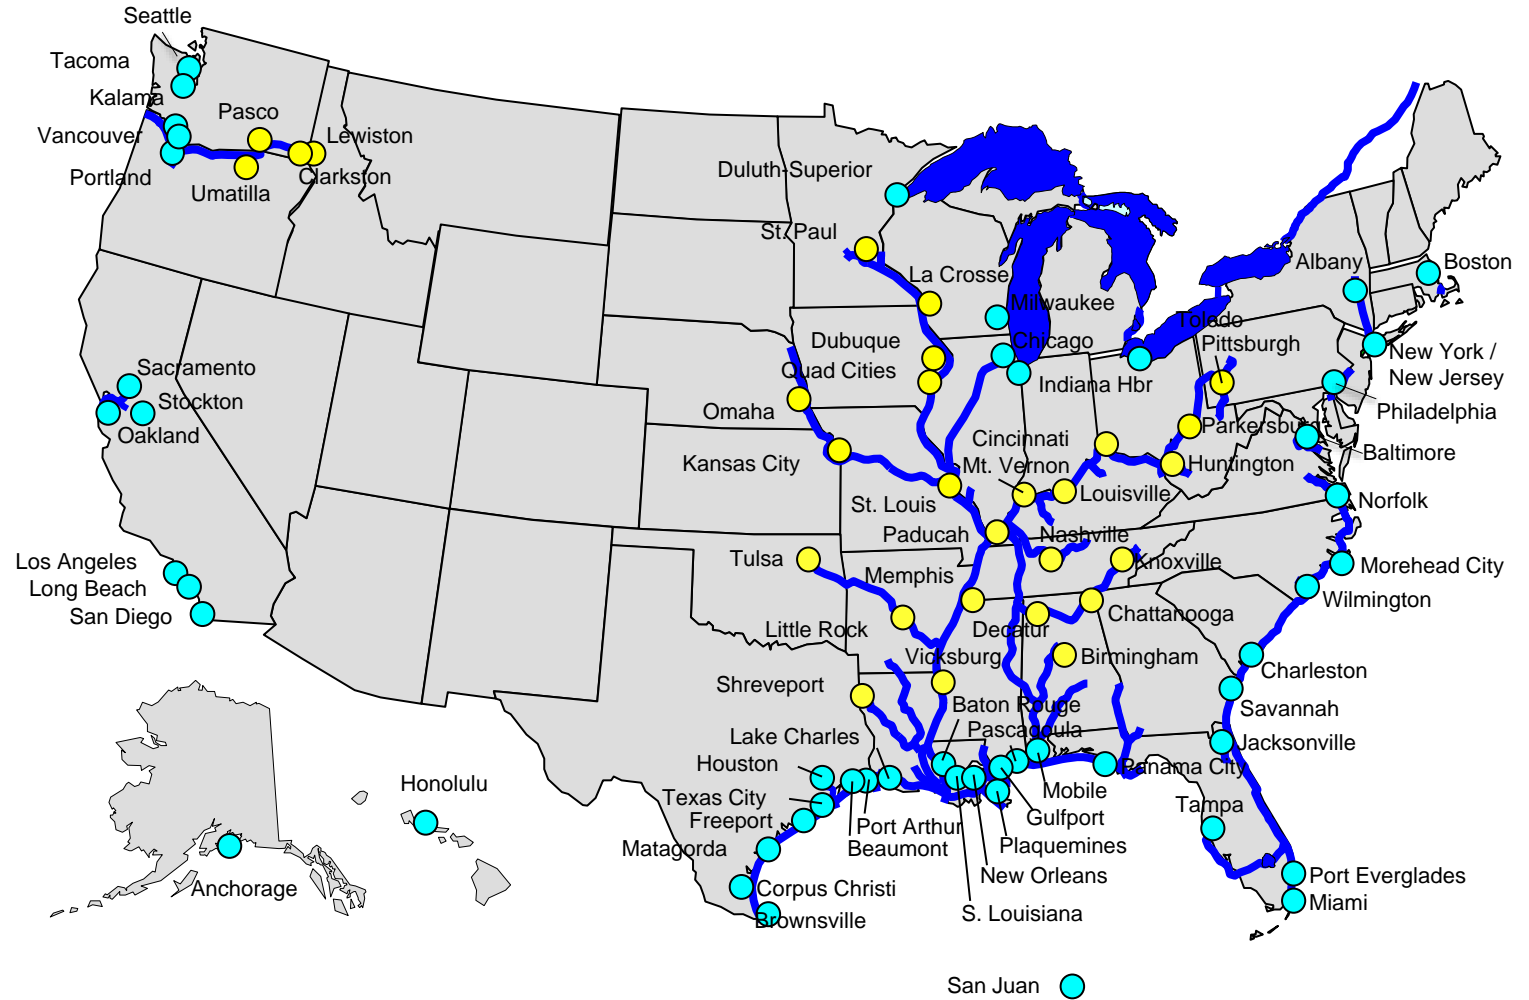 Seattle
Tacoma
Kalama
Pasco
Vancouver
Lewiston
Portland
Umatilla
Clarkston
Duluth-Superior
St. Paul
La Crosse
Milwaukee
Albany
Boston
Toledo
Dubuque
Chicago
Pittsburgh
New York /
New Jersey
Quad Cities
Indiana Hbr
Sacramento
Stockton
Oakland
Omaha
Philadelphia
Parkersburg
Cincinnati
Baltimore
Kansas City
Mt. Vernon
Huntington
Louisville
Norfolk
St. Louis
Paducah
Nashville
Los Angeles
Long Beach
San Diego
Tulsa
Memphis
Knoxville
Morehead City
Wilmington
Chattanooga
Little Rock
Decatur
Vicksburg
Birmingham
Charleston
Shreveport
Baton Rouge
Savannah
Pascagoula
Lake Charles
Jacksonville
Houston
Panama City
Honolulu
Texas City
Mobile
Tampa
Freeport
Gulfport
Port Arthur
Matagorda
Beaumont
Plaquemines
Anchorage
Corpus Christi
New Orleans
Port Everglades
Miami
Brownsville
S. Louisiana
San Juan